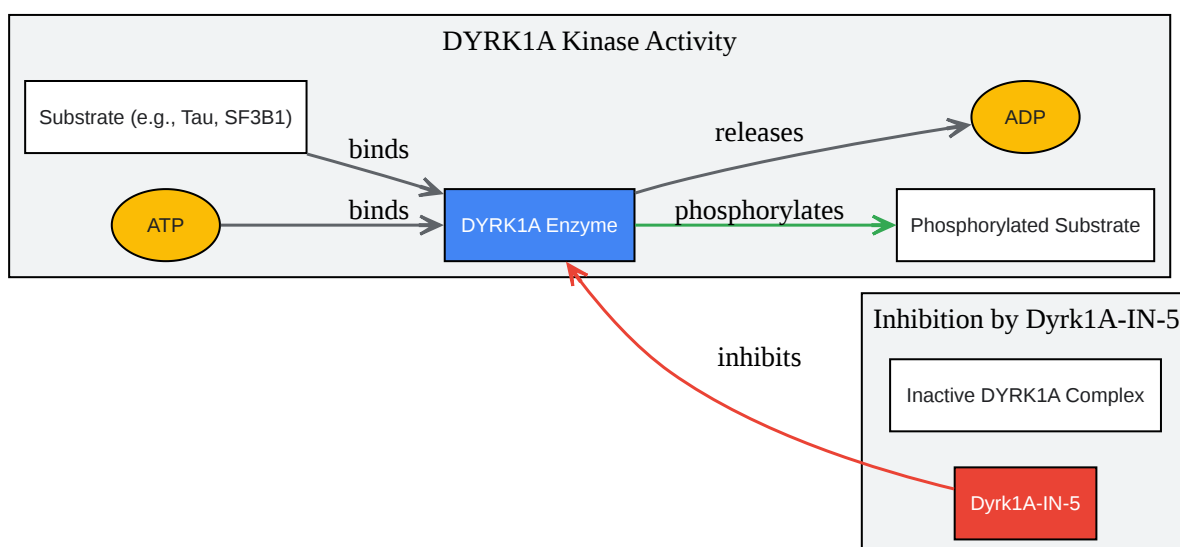 DYRK1A Kinase Activity
Substrate (e.g., Tau, SF3B1)
ADP
releases
binds
ATP
binds
DYRK1A Enzyme
phosphorylates
Phosphorylated Substrate
Inhibition by Dyrk1A-IN-5
inhibits
Inactive DYRK1A Complex
Dyrk1A-IN-5